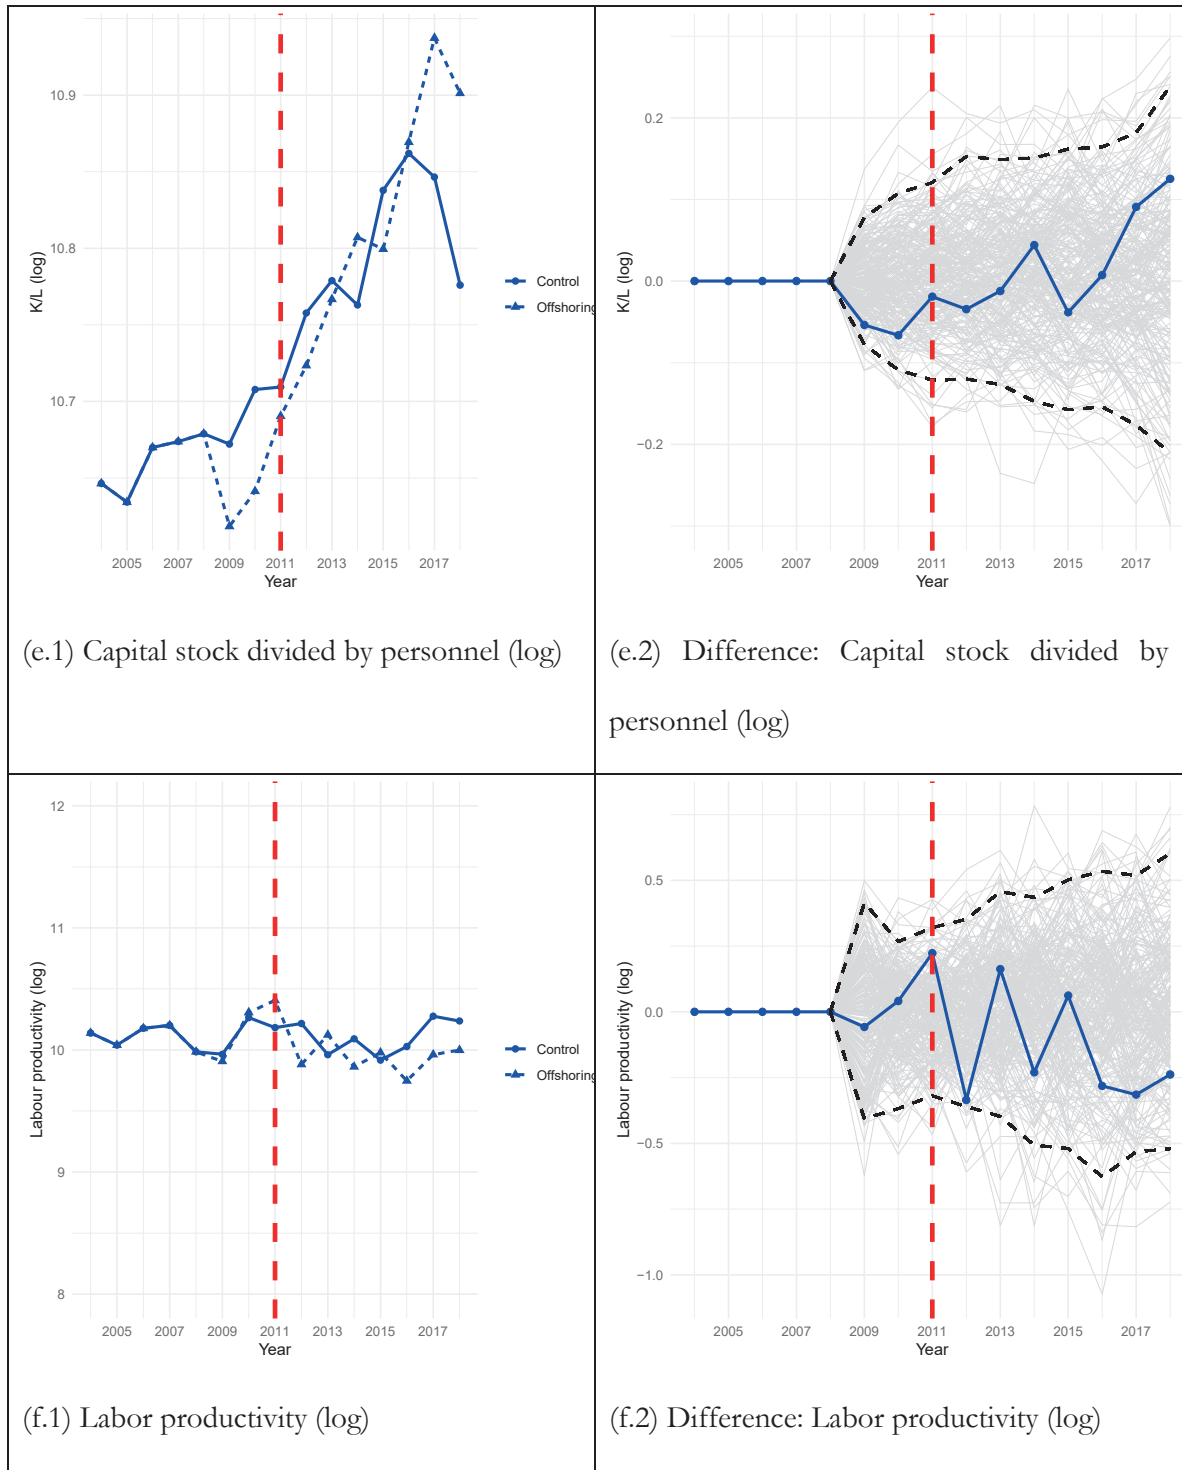 10.9
10.8
10.7
K/L (log)
2005 2007 2009 2011 2013 2015 2017
Year
Control
Offshoring
0.2
0.0
−0.2
K/L (log)
2005 2007 2009 2011 2013 2015 2017
Year
(e.1) Capital stock divided by personnel (log)
(e.2) Difference: Capital stock divided by
personnel (log)
12
11
10
9
8
Labour productivity (log)
2005 2007 2009 2011 2013 2015 2017
Year
Control
Offshoring
0.5
0.0
−0.5
−1.0
Labour productivity (log)
2005 2007 2009 2011 2013 2015 2017
Year
(f.1) Labor productivity (log)
(f.2) Difference: Labor productivity (log)